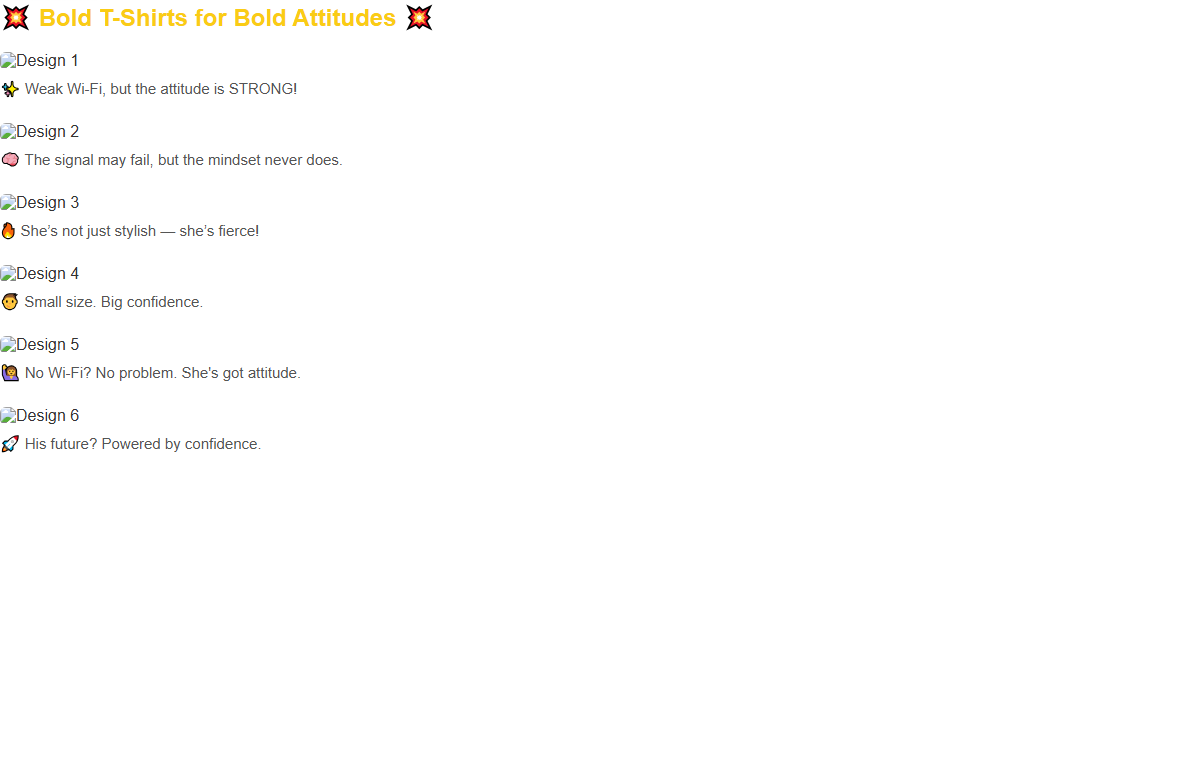 💥 Bold T-Shirts for Bold Attitudes 💥
Design 1
✨ Weak Wi-Fi, but the attitude is STRONG!
Design 2
🧠 The signal may fail, but the mindset never does.
Design 3
🔥 She’s not just stylish — she’s fierce!
Design 4
👦 Small size. Big confidence.
Design 5
🙋‍♀️ No Wi-Fi? No problem. She's got attitude.
Design 6
🚀 His future? Powered by confidence.